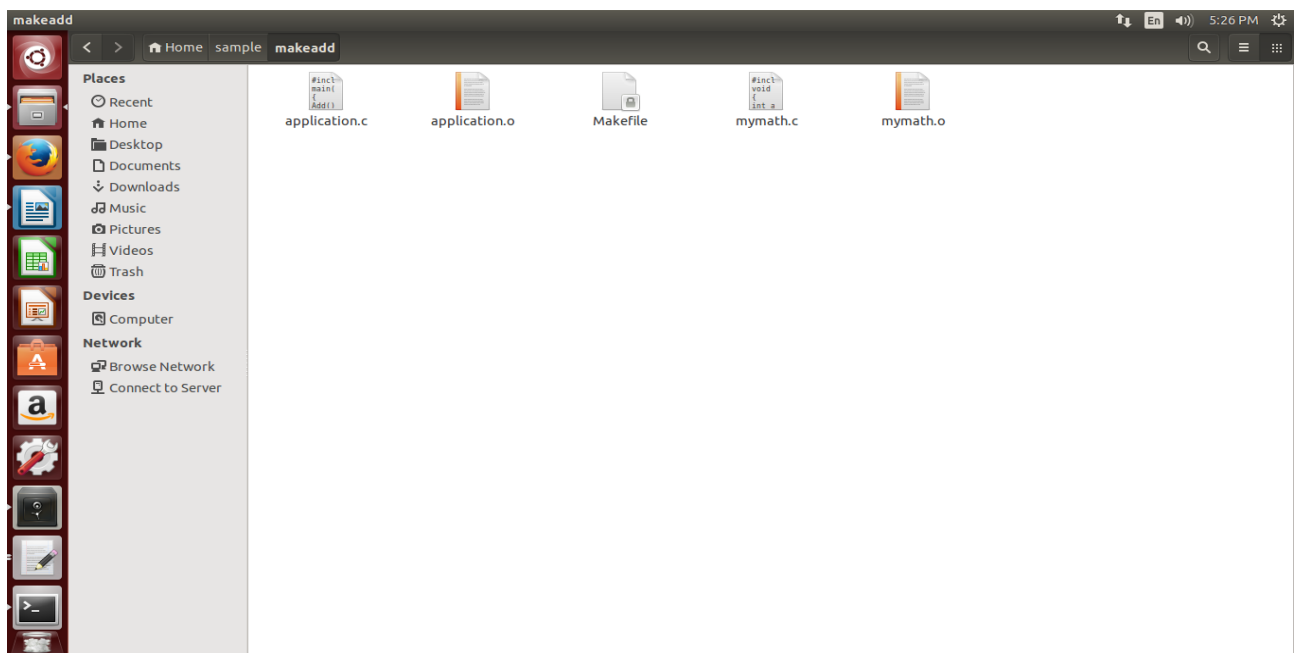 makeadd
En 5:26 PM
Home sample makeadd
Places
Recent
Home
Desktop
Documents
Downloads
Music
Pictures
Videos
Trash
Devices
Computer
Network
Browse Network
Connect to Server
#incl
main(
{
Add()
application.c
application.o
Makefile
#incl
void
{
int a
mymath.c
mymath.o
a
>_